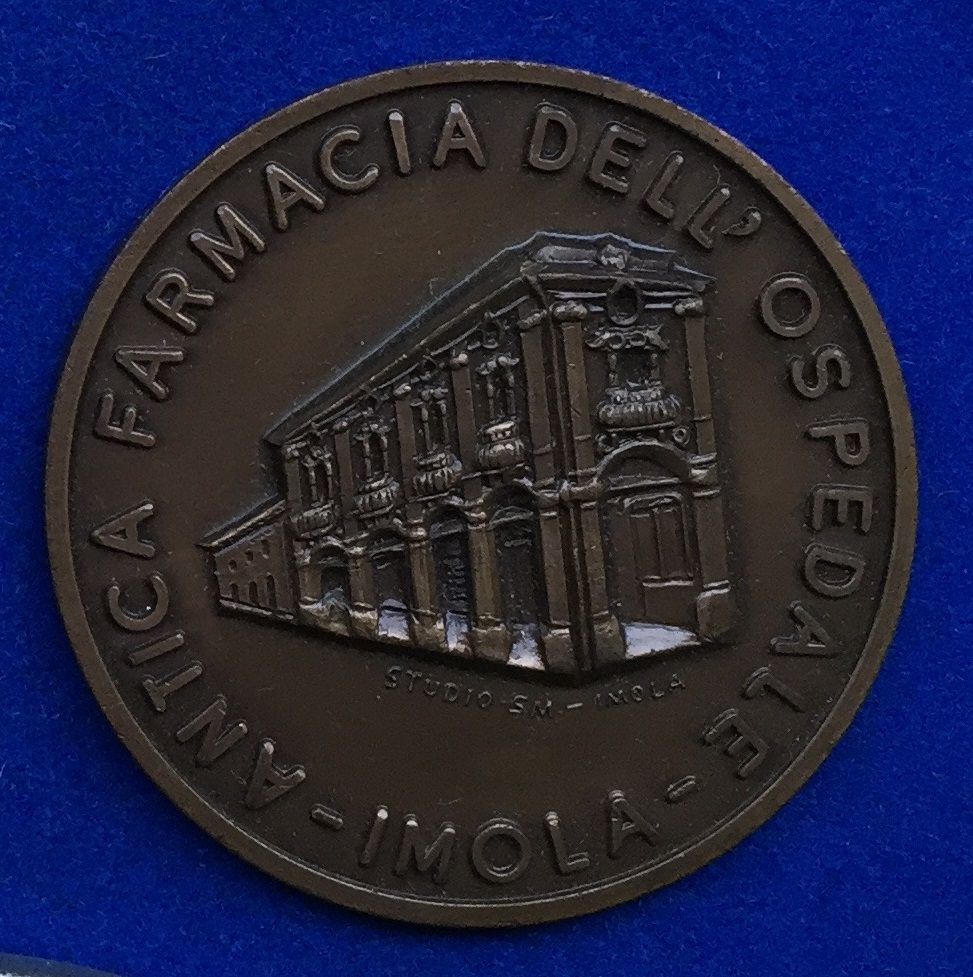 ANTICA FARMACIA DELL' OSPEDALE - IMOLA -
STUDIO SM - IMOLA